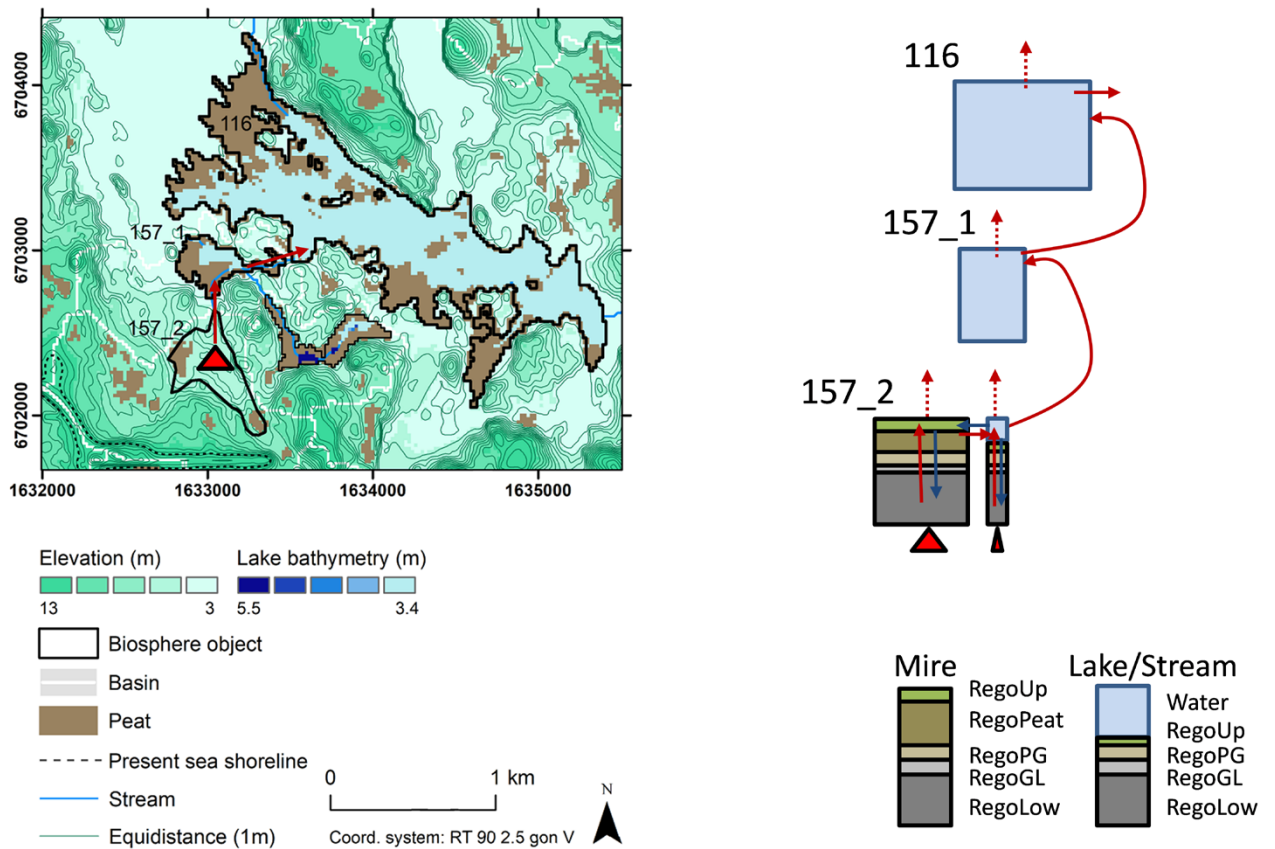 6704000
6703000
6702000
116
157_1
157_2
1632000
1633000
1634000
1635000
Elevation (m)
13
3
Lake bathymetry (m)
5.5
3.4
Biosphere object
Basin
Peat
Present sea shoreline
Stream
Equidistance (1m)
0
1 km
Coord. system: RT 90 2.5 gon V
N
116
157_1
157_2
Mire
RegoUp
RegoPeat
RegoPG
RegoGL
RegoLow
Lake/Stream
Water
RegoUp
RegoPG
RegoGL
RegoLow